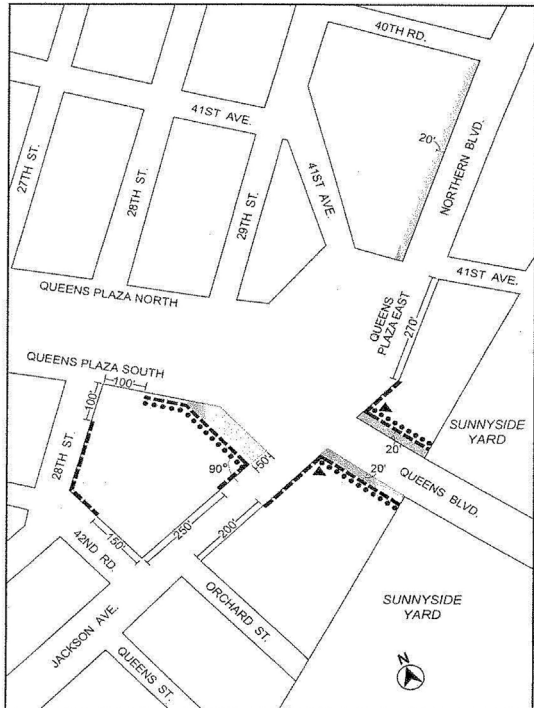 40TH RD.
41ST AVE.
20'
NORTHERN BLVD.
27TH ST.
28TH ST.
29TH ST.
41ST AVE.
QUEENS PLAZA NORTH
41ST AVE.
QUEENS PLAZA EAST
270'
QUEENS PLAZA SOUTH
100'
100'
28TH ST.
90°
50'
20'
SUNNYSIDE
YARD
20'
QUEENS BLVD.
150'
250'
200'
42ND RD.
JACKSON AVE.
ORCHARD ST.
QUEENS ST.
SUNNYSIDE
YARD
N